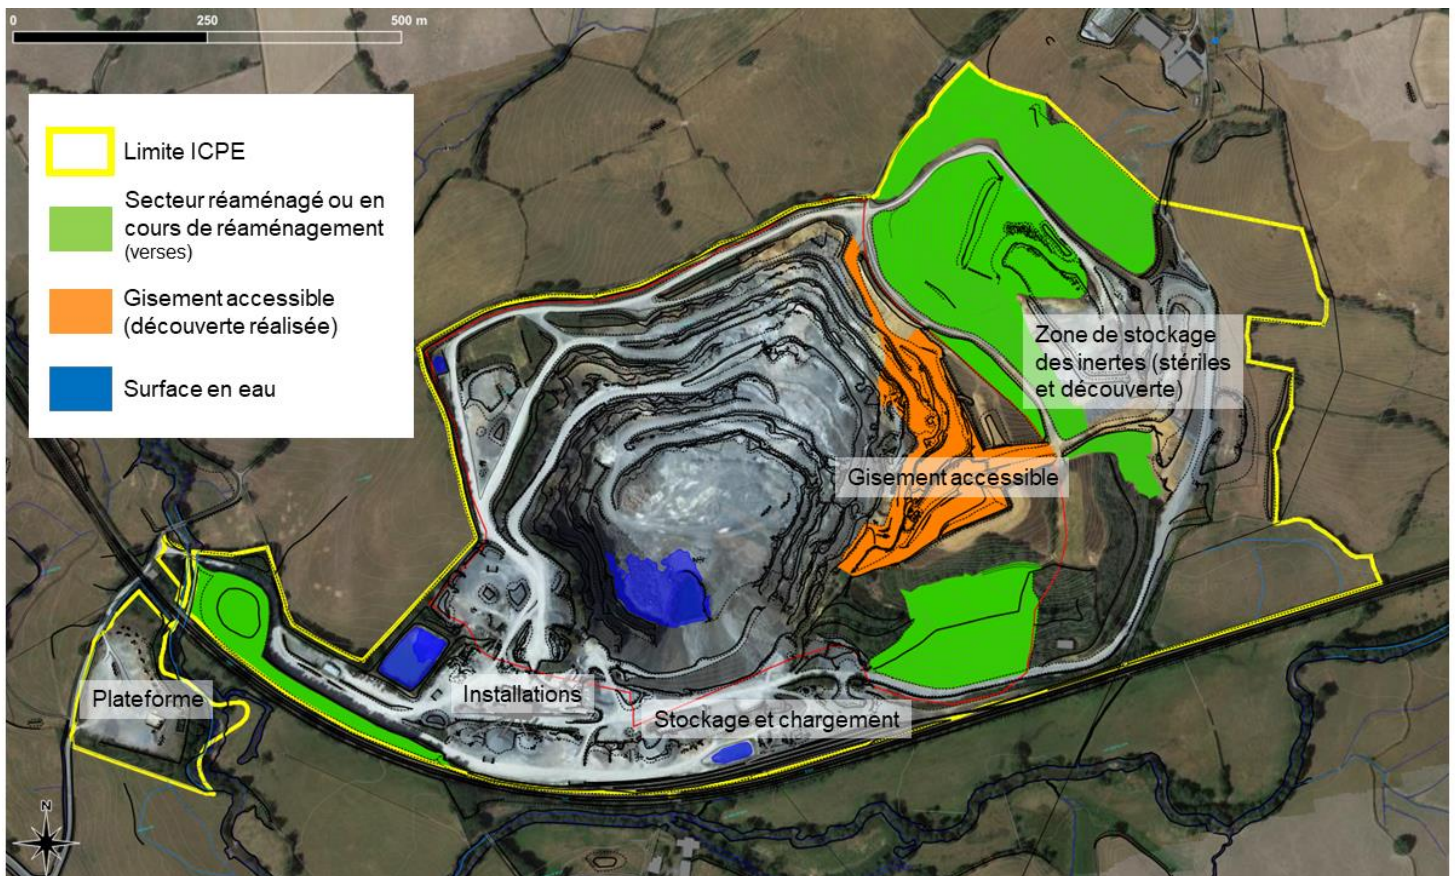 0 250 500 m
Limite ICPE
Secteur réaménagé ou en
cours de réaménagement
(verses)
Gisement accessible
(découverte réalisée)
Surface en eau
Zone de stockage
des inertes (stériles
et découverte)
Gisement accessible
Plateforme
Installations
Stockage et chargement
N